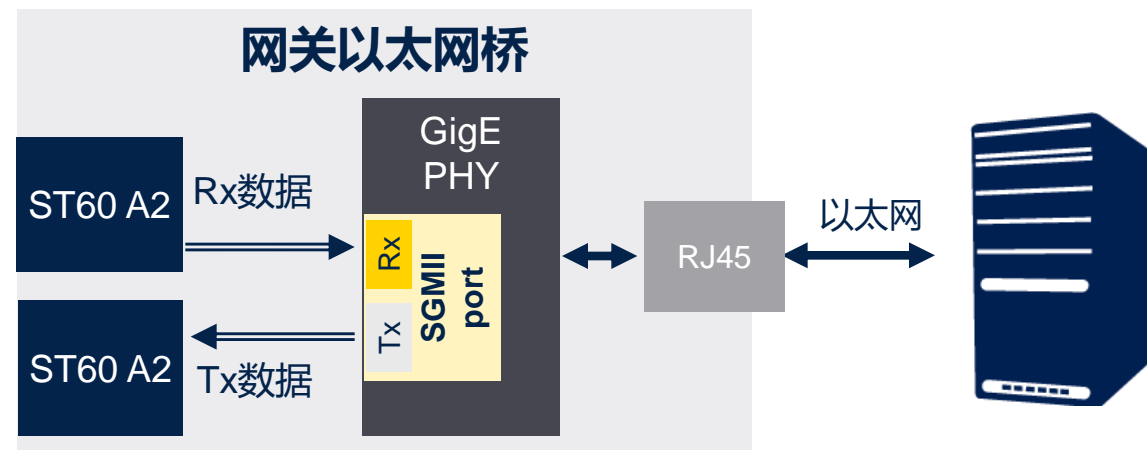 网关以太网桥
GigE
PHY
ST60 A2
Rx数据
Rx
SGMII
port
Tx
ST60 A2
Tx数据
RJ45
以太网